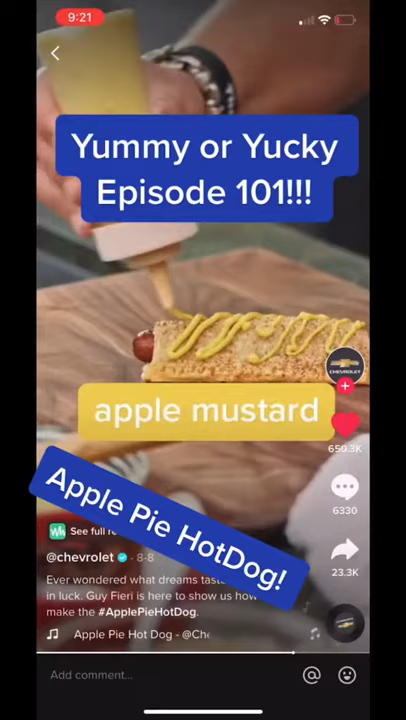 9:21
Yummy or Yucky
Episode 101!!!
CHEVROLET
apple mustard
650.3K
Apple Pie HotDog!
6330
See full re
@chevrolet · 8-8
23.3K
Ever wondered what dreams taste
in luck. Guy Fieri is here to show us how
make the #ApplePieHotDog.
Apple Pie Hot Dog - @Che
Add comment...